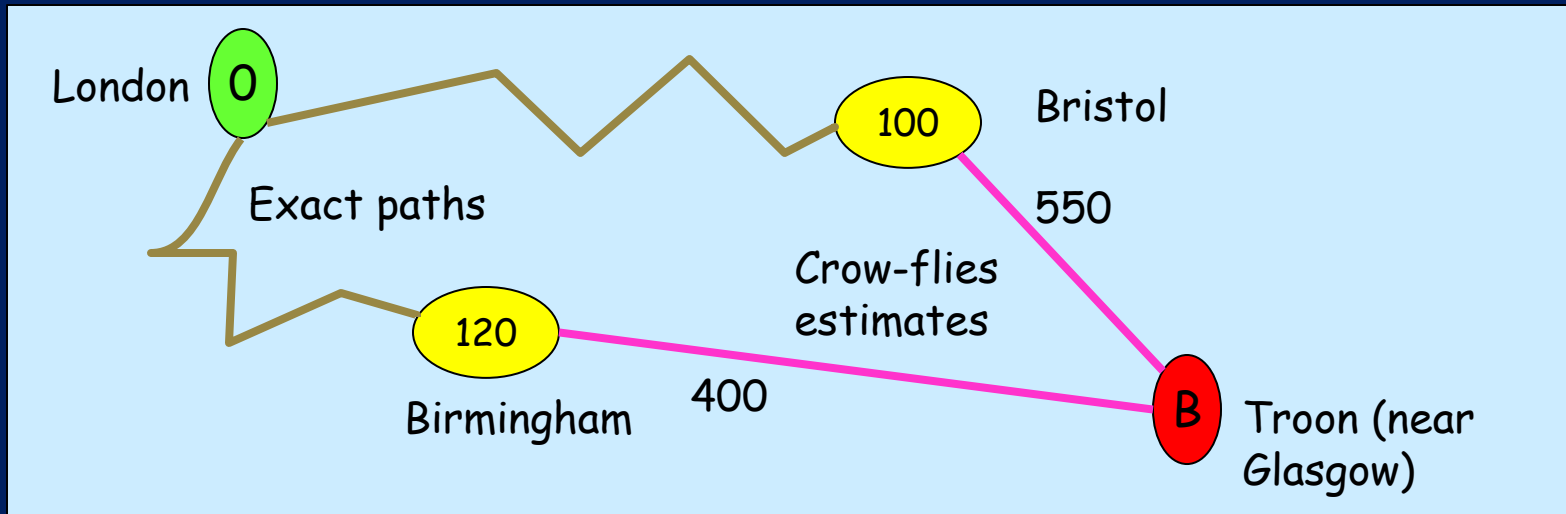 London
0
100
Bristol
Exact paths
550
Crow-flies
estimates
120
400
Birmingham
B
Troon (near
Glasgow)